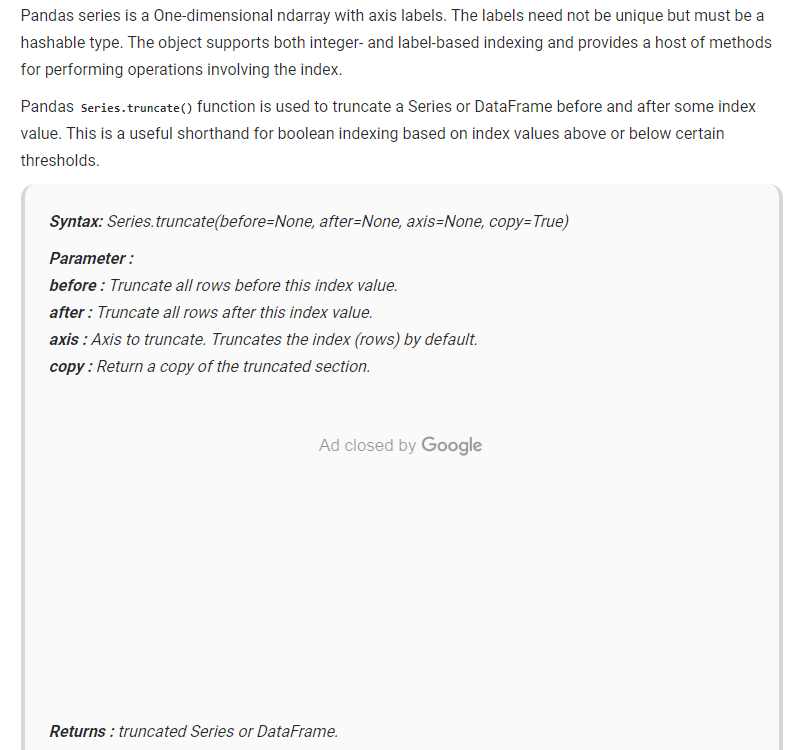 Pandas series is a One-dimensional ndarray with axis labels. The labels need not be unique but must be a
hashable type. The object supports both integer- and label-based indexing and provides a host of methods
for performing operations involving the index.
Pandas Series.truncate() function is used to truncate a Series or DataFrame before and after some index
value. This is a useful shorthand for boolean indexing based on index values above or below certain
thresholds.
Syntax: Series.truncate(before=None, after=None, axis=None, copy=True)
Parameter :
before : Truncate all rows before this index value.
after : Truncate all rows after this index value.
axis : Axis to truncate. Truncates the index (rows) by default.
copy : Return a copy of the truncated section.
Ad closed by Google
Returns : truncated Series or DataFrame.